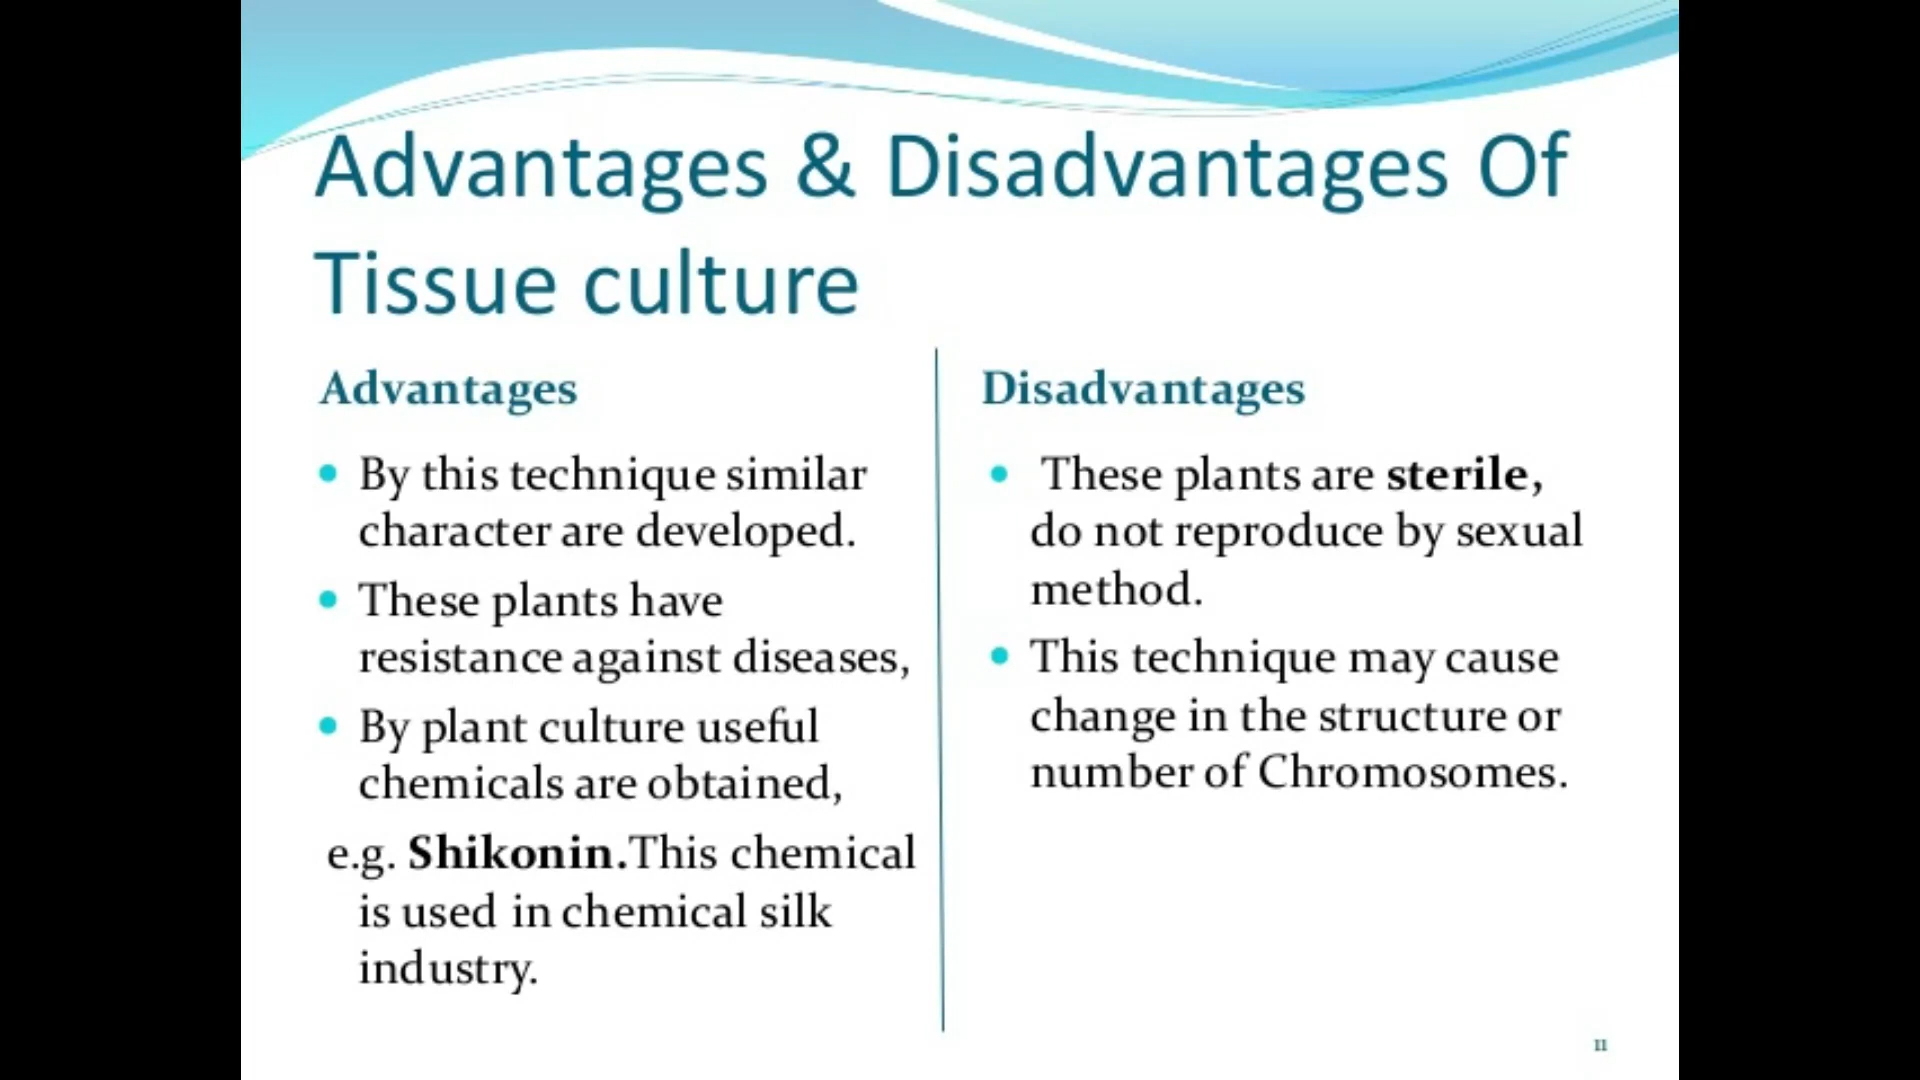 Advantages & Disadvantages Of
Tissue culture
Advantages
By this technique similar
character are developed.
These plants have
resistance against diseases,
By plant culture useful
chemicals are obtained,
e.g. Shikonin.This chemical
is used in chemical silk
industry.
Disadvantages
These plants are sterile,
do not reproduce by sexual
method.
This technique may cause
change in the structure or
number of Chromosomes.
11